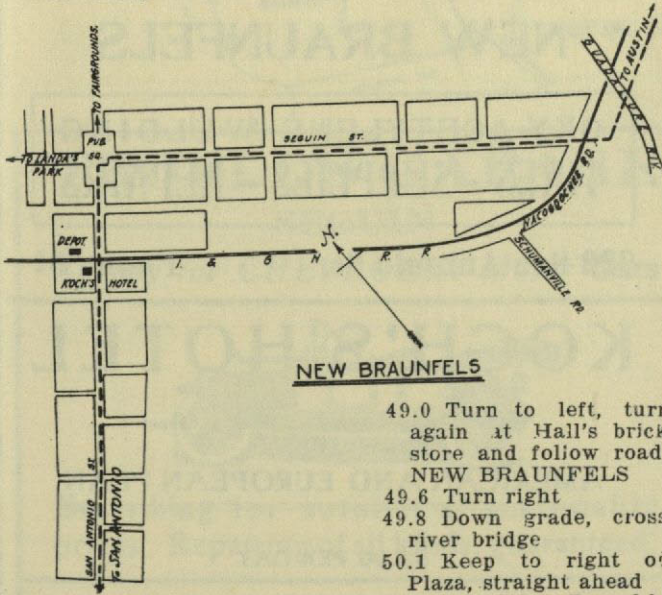 TO FAIRGROUNDS.
GUADALUPE RIV.
TO AUSTIN
PUB.
SQ.
SEGUIN ST.
TO LANDA'S
PARK
NACOGDOCHES RD.
SCHUMANVILLE RD
DEPOT.
I & G N R R
KOCH'S HOTEL
N
SAN ANTONIO ST
TO SAN ANTONIO
NEW BRAUNFELS
49.0 Turn to left, turn
again at Hall's brick
store and follow road
NEW BRAUNFELS
49.6 Turn right
49.8 Down grade, cross
river bridge
50.1 Keep to right of
Plaza, straight ahead